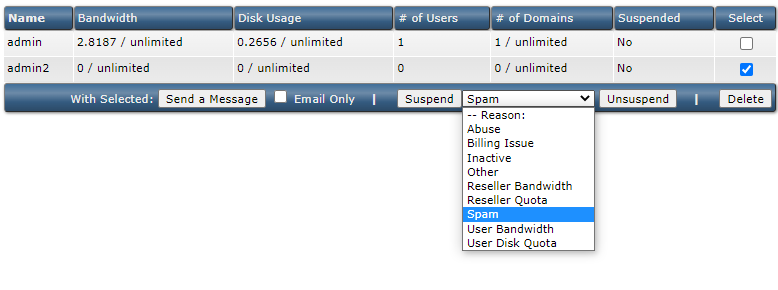 Name Bandwidth Disk Usage # of Users # of Domains Suspended Select
admin 2.8187 / unlimited 0.2656 / unlimited 1 1 / unlimited No
admin2 0 / unlimited 0 / unlimited 0 0 / unlimited No
With Selected: Send a Message Email Only | Suspend Spam Unsuspend | Delete
-- Reason:
Abuse
Billing Issue
Inactive
Other
Reseller Bandwidth
Reseller Quota
Spam
User Bandwidth
User Disk Quota